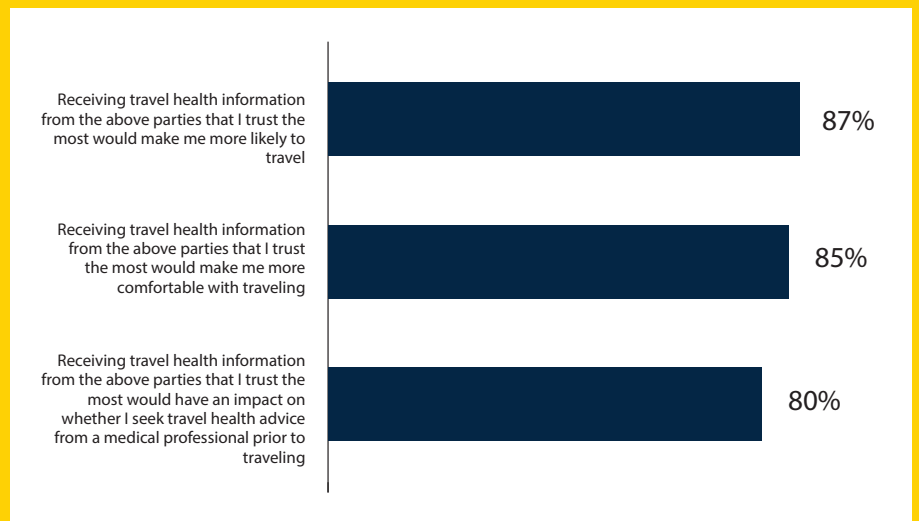 Receiving travel health information
from the above parties that I trust the
most would make me more likely to
travel
87%
Receiving travel health information
from the above parties that I trust
the most would make me more
comfortable with traveling
85%
Receiving travel health information
from the above parties that I trust the
most would have an impact on
whether I seek travel health advice
from a medical professional prior to
traveling
80%